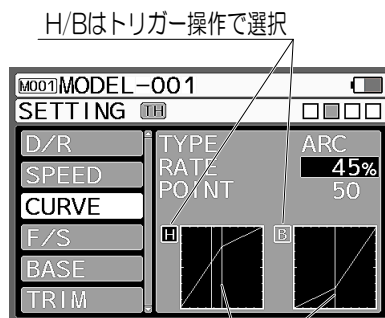 H/Bはトリガー操作で選択
M001 MODEL-001
SETTING TH
D/R
SPEED
CURVE
F/S
BASE
TRIM
TYPE ARC
RATE 45%
POINT 50
H B